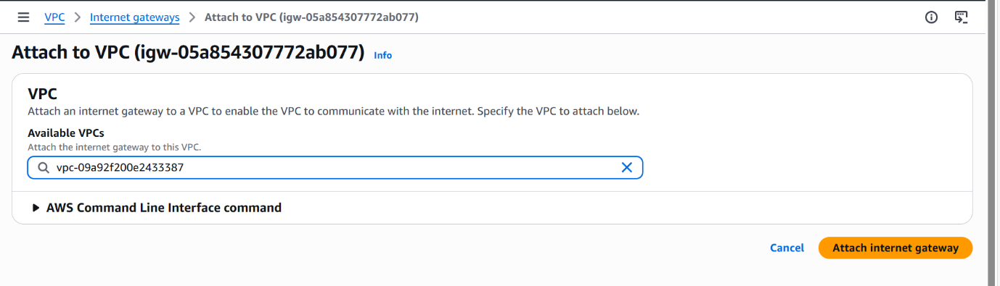 VPC > Internet gateways > Attach to VPC (igw-05a854307772ab077)
Attach to VPC (igw-05a854307772ab077) Info
VPC
Attach an internet gateway to a VPC to enable the VPC to communicate with the internet. Specify the VPC to attach below.
Available VPCs
Attach the internet gateway to this VPC.
vpc-09a92f200e2433387
AWS Command Line Interface command
Cancel Attach internet gateway